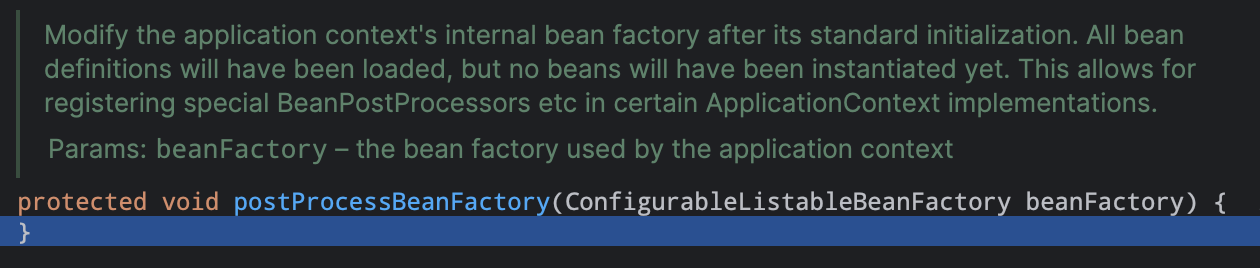 Modify the application context's internal bean factory after its standard initialization. All bean
definitions will have been loaded, but no beans will have been instantiated yet. This allows for
registering special BeanPostProcessors etc in certain ApplicationContext implementations.
Params: beanFactory – the bean factory used by the application context
protected void postProcessBeanFactory(ConfigurableListableBeanFactory beanFactory) {
}